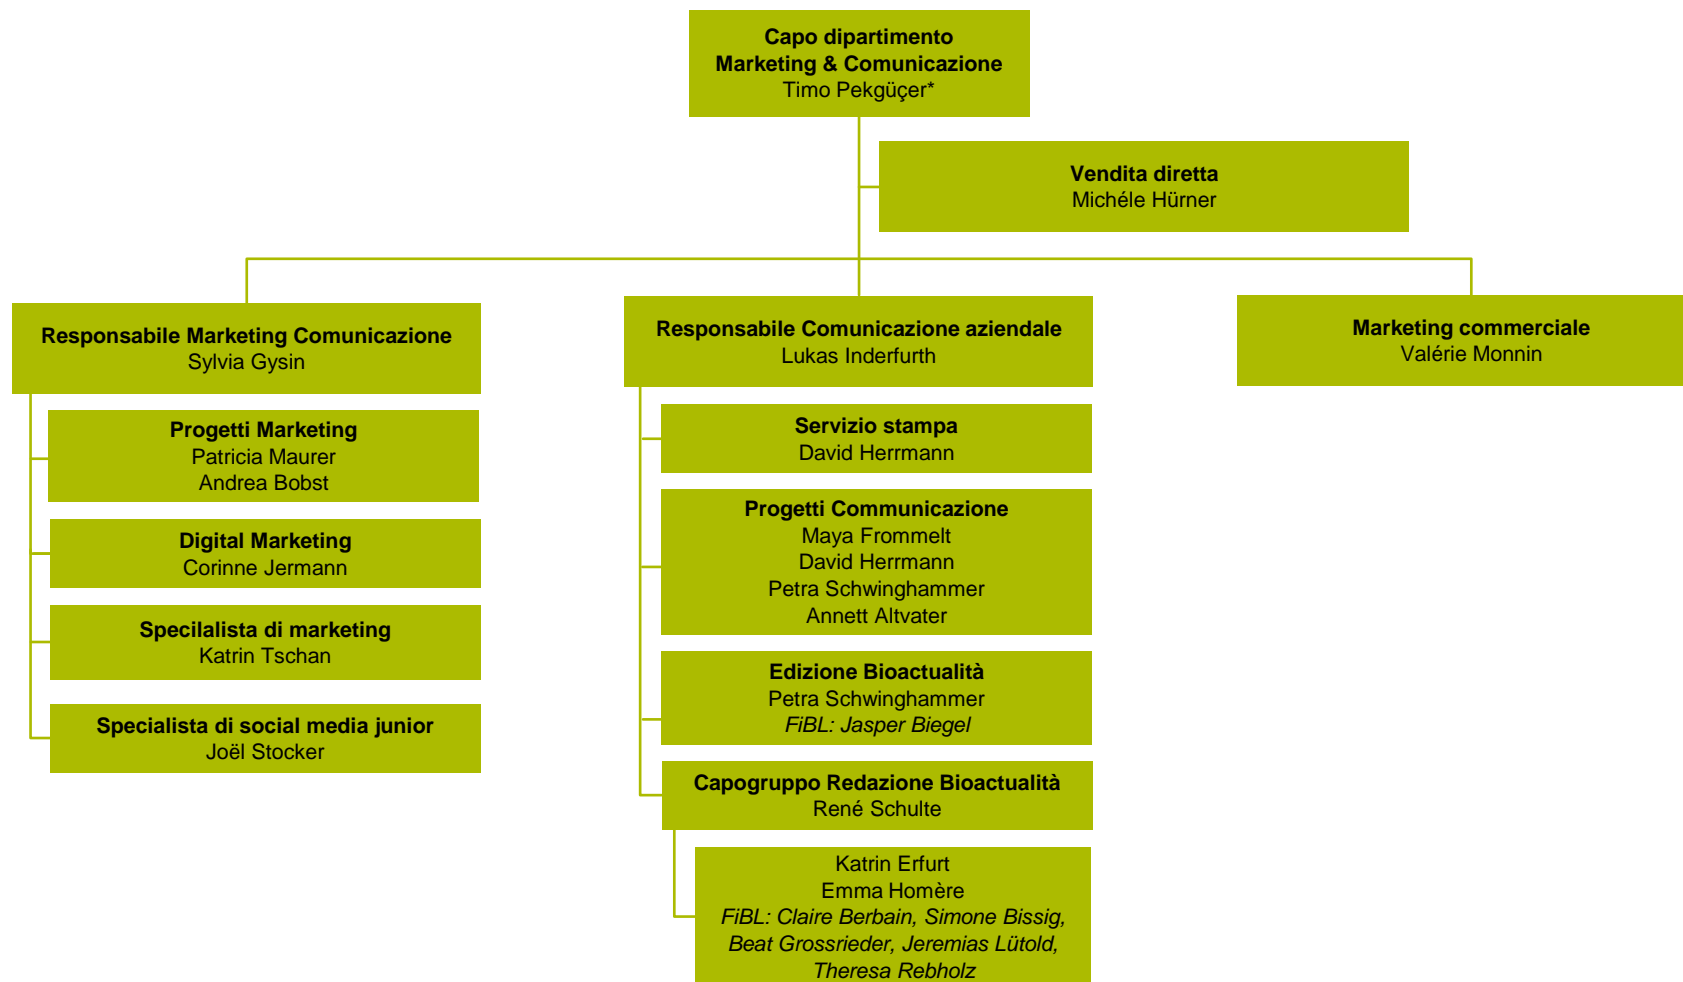 Capo dipartimento
Marketing & Comunicazione
Timo Pekgüçer*
Vendita diretta
Michéle Hürner
Responsabile Marketing Comunicazione
Sylvia Gysin
Progetti Marketing
Patricia Maurer
Andrea Bobst
Digital Marketing
Corinne Jermann
Specilalista di marketing
Katrin Tschan
Specialista di social media junior
Joël Stocker
Responsabile Comunicazione aziendale
Lukas Inderfurth
Servizio stampa
David Herrmann
Progetti Communicazione
Maya Frommelt
David Herrmann
Petra Schwinghammer
Annett Altvater
Edizione Bioactualità
Petra Schwinghammer
FiBL: Jasper Biegel
Capogruppo Redazione Bioactualità
René Schulte
Katrin Erfurt
Emma Homère
FiBL: Claire Berbain, Simone Bissig,
Beat Grossrieder, Jeremias Lütold,
Theresa Rebholz
Marketing commerciale
Valérie Monnin